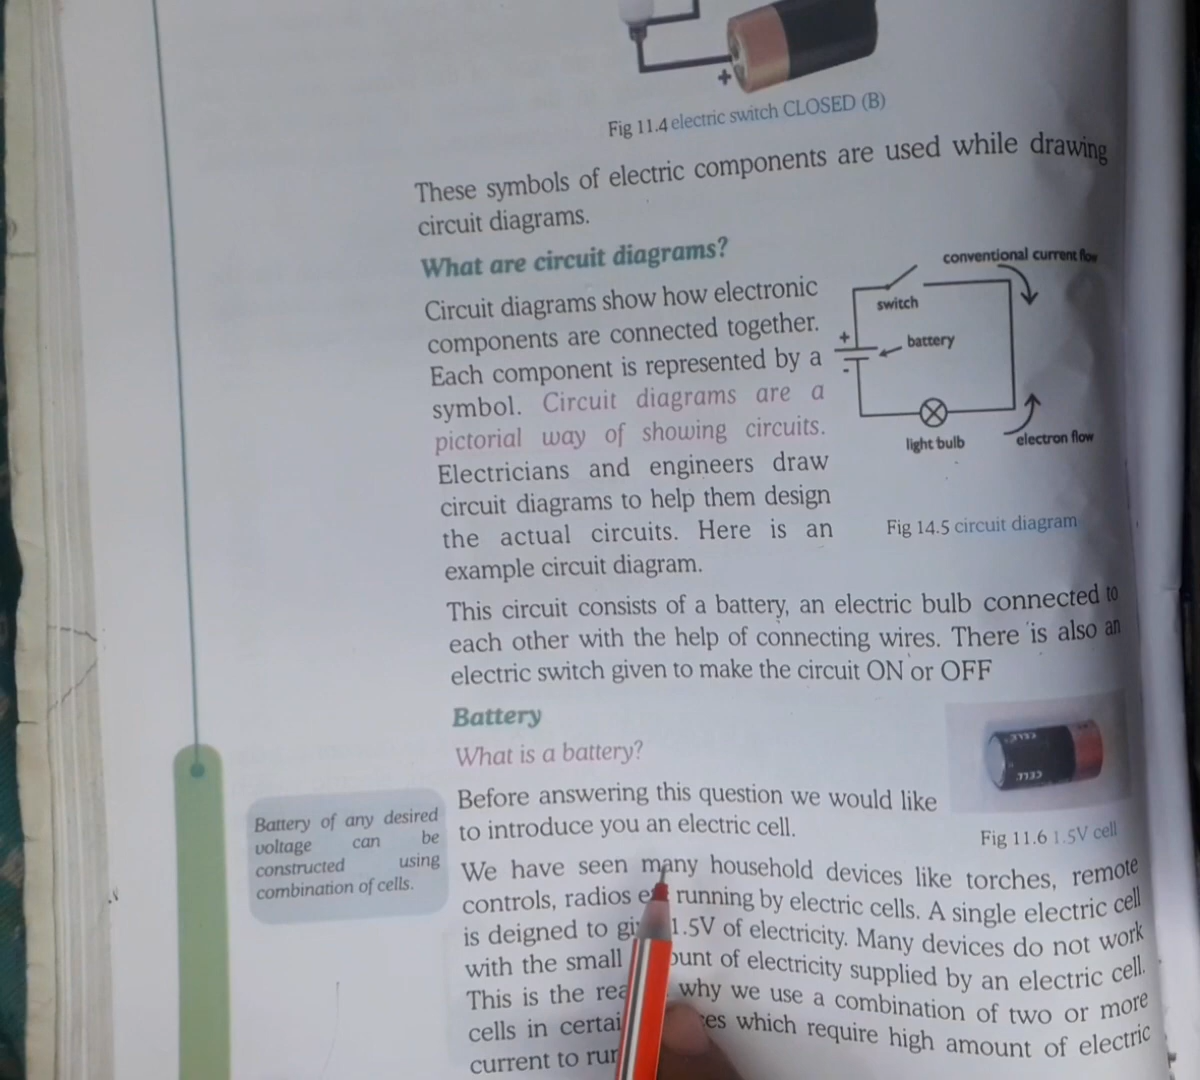 +
Fig 11.4 electric switch CLOSED (B)
These symbols of electric components are used while drawing
circuit diagrams.
What are circuit diagrams?
Circuit diagrams show how electronic
components are connected together.
Each component is represented by a
symbol. Circuit diagrams are a
pictorial way of showing circuits.
Electricians and engineers draw
circuit diagrams to help them design
the actual circuits. Here is an
example circuit diagram.
conventional current flow
switch
+
battery
-
light bulb
electron flow
Fig 14.5 circuit diagram
This circuit consists of a battery, an electric bulb connected to
each other with the help of connecting wires. There is also an
electric switch given to make the circuit ON or OFF
Battery
What is a battery?
Before answering this question we would like
to introduce you an electric cell.
CELL
CELL
Fig 11.6 1.5V cell
Battery of any desired
voltage can be
constructed using
combination of cells.
We have seen many household devices like torches, remote
controls, radios running by electric cells. A single electric cell
is deigned to 1.5V of electricity. Many devices do not work
with the small of electricity supplied by an electric cell.
This is the why we use a combination of two or more
cells in which require high amount of electric
current to